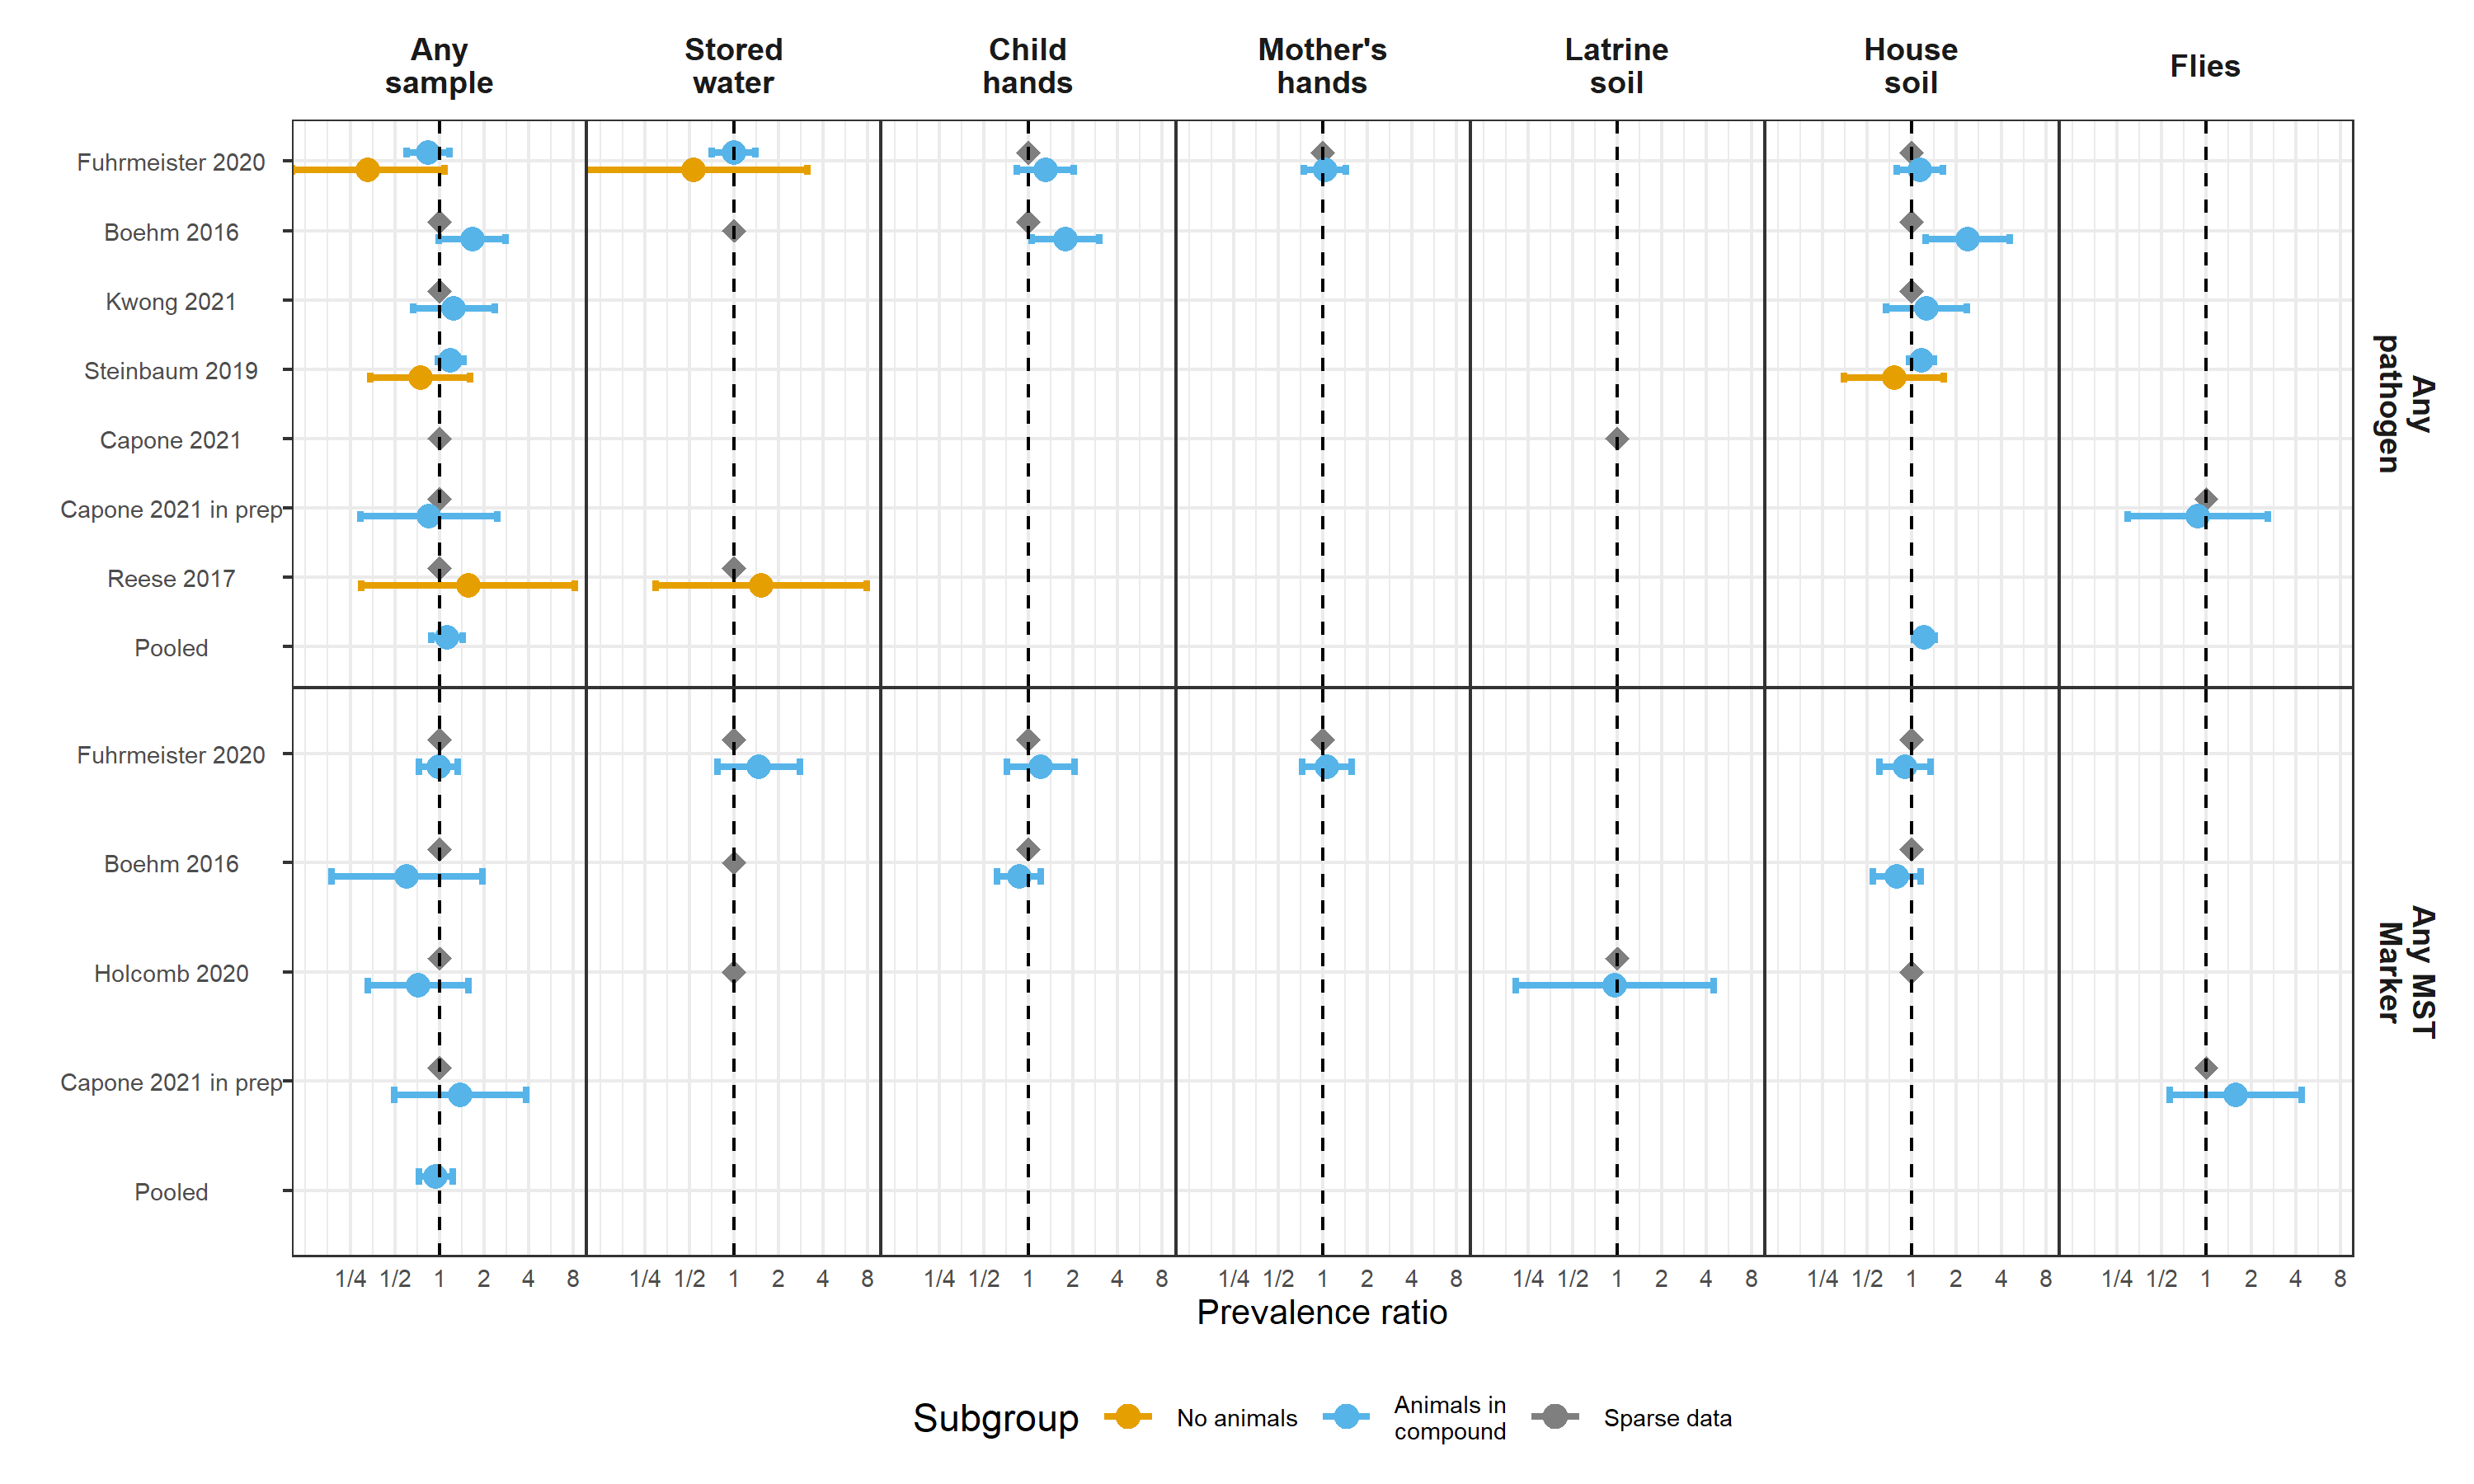 Any
sample
Stored
water
Child
hands
Mother's
hands
Latrine
soil
House
soil
Flies
Fuhrmeister 2020
Boehm 2016
Kwong 2021
Steinbaum 2019
Capone 2021
Capone 2021 in prep
Reese 2017
Pooled
Any
pathogen
Fuhrmeister 2020
Boehm 2016
Holcomb 2020
Capone 2021 in prep
Pooled
Any MST
Marker
1/4 1/2 1 2 4 8 1/4 1/2 1 2 4 8 1/4 1/2 1 2 4 8 1/4 1/2 1 2 4 8 1/4 1/2 1 2 4 8 1/4 1/2 1 2 4 8 1/4 1/2 1 2 4 8
Prevalence ratio
Subgroup
No animals
Animals in
compound
Sparse data